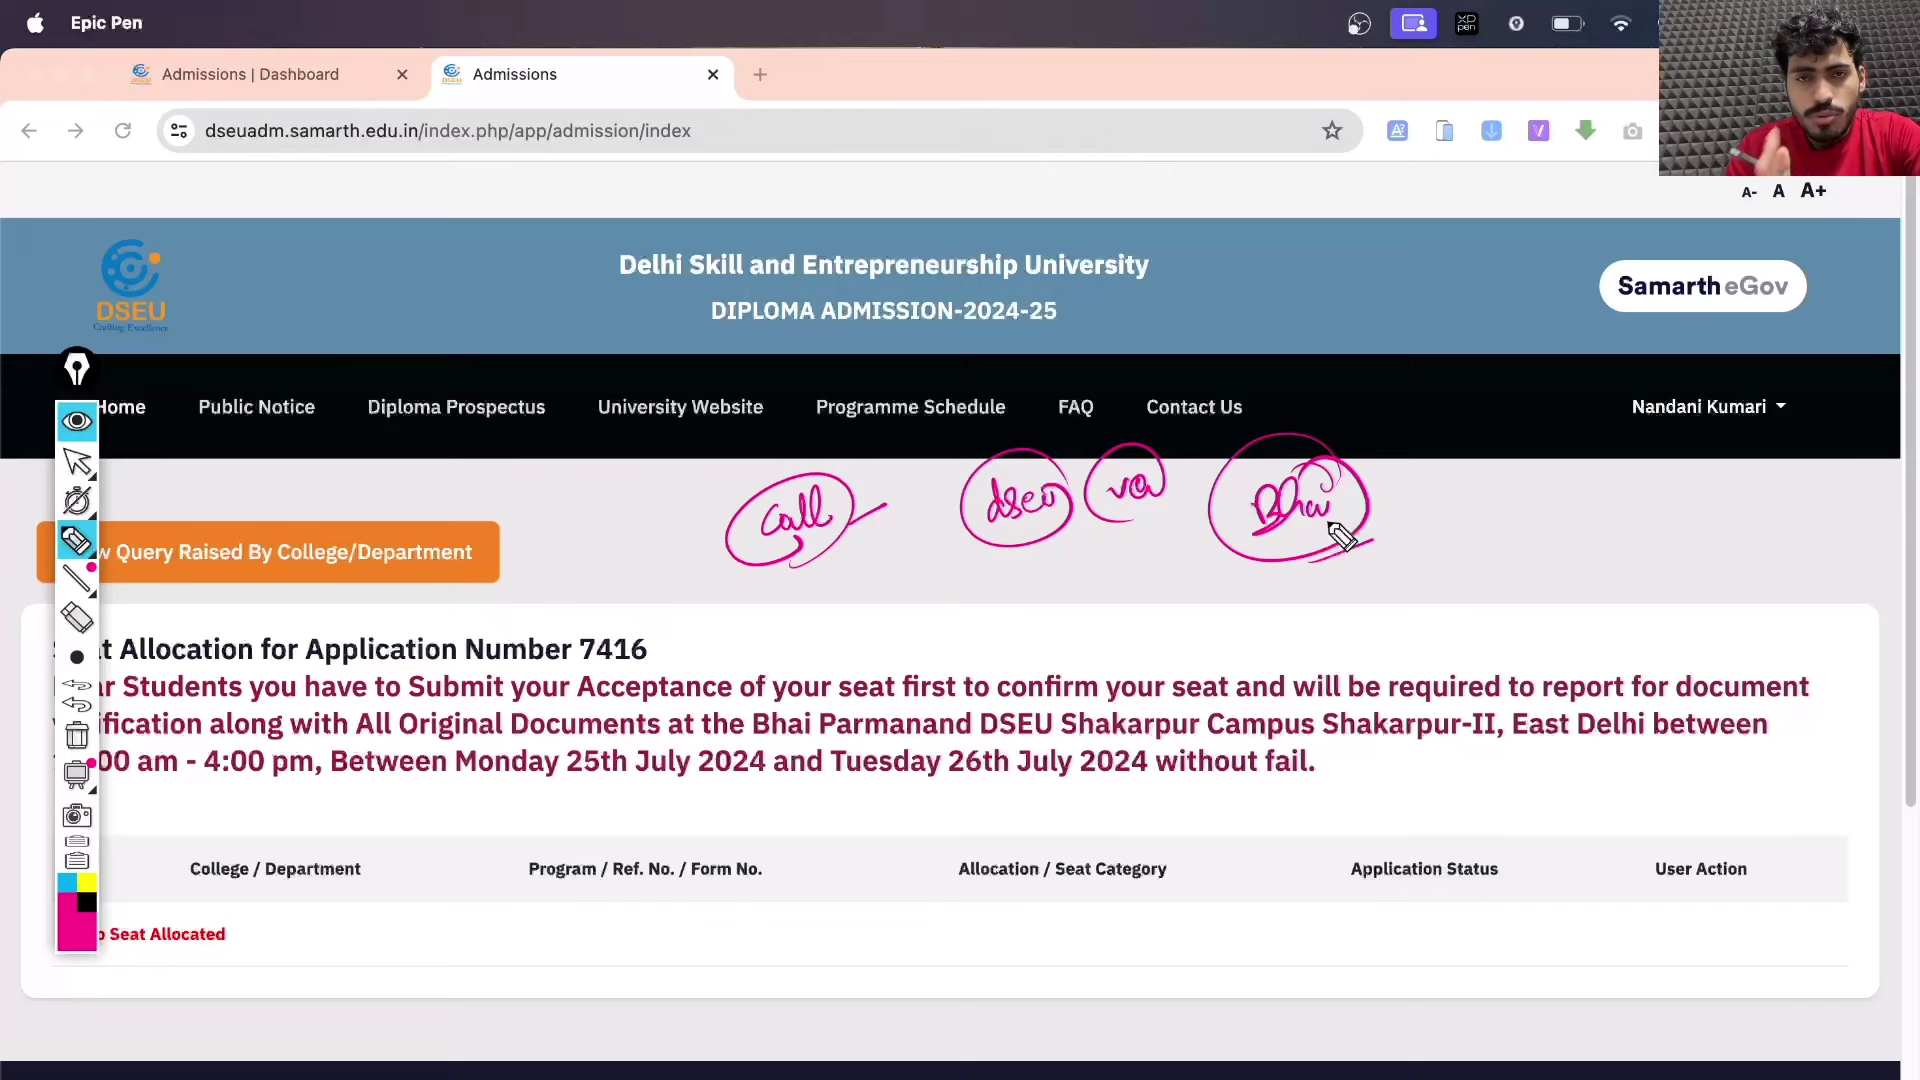 Epic Pen
XD pen
Admissions | Dashboard
Admissions
dseuadm.samarth.edu.in/index.php/app/admission/index
A- A A+
DSEU
Crafting Excellence
Delhi Skill and Entrepreneurship University
DIPLOMA ADMISSION-2024-25
Samarth eGov
Home Public Notice Diploma Prospectus University Website Programme Schedule FAQ Contact Us Nandani Kumari
Call dseu
w Query Raised By College/Department
t Allocation for Application Number 7416
ar Students you have to Submit your Acceptance of your seat first to confirm your seat and will be required to report for document
ification along with All Original Documents at the Bhai Parmanand DSEU Shakarpur Campus Shakarpur-II, East Delhi between
00 am - 4:00 pm, Between Monday 25th July 2024 and Tuesday 26th July 2024 without fail.
College / Department Program / Ref. No. / Form No. Allocation / Seat Category Application Status User Action
Seat Allocated